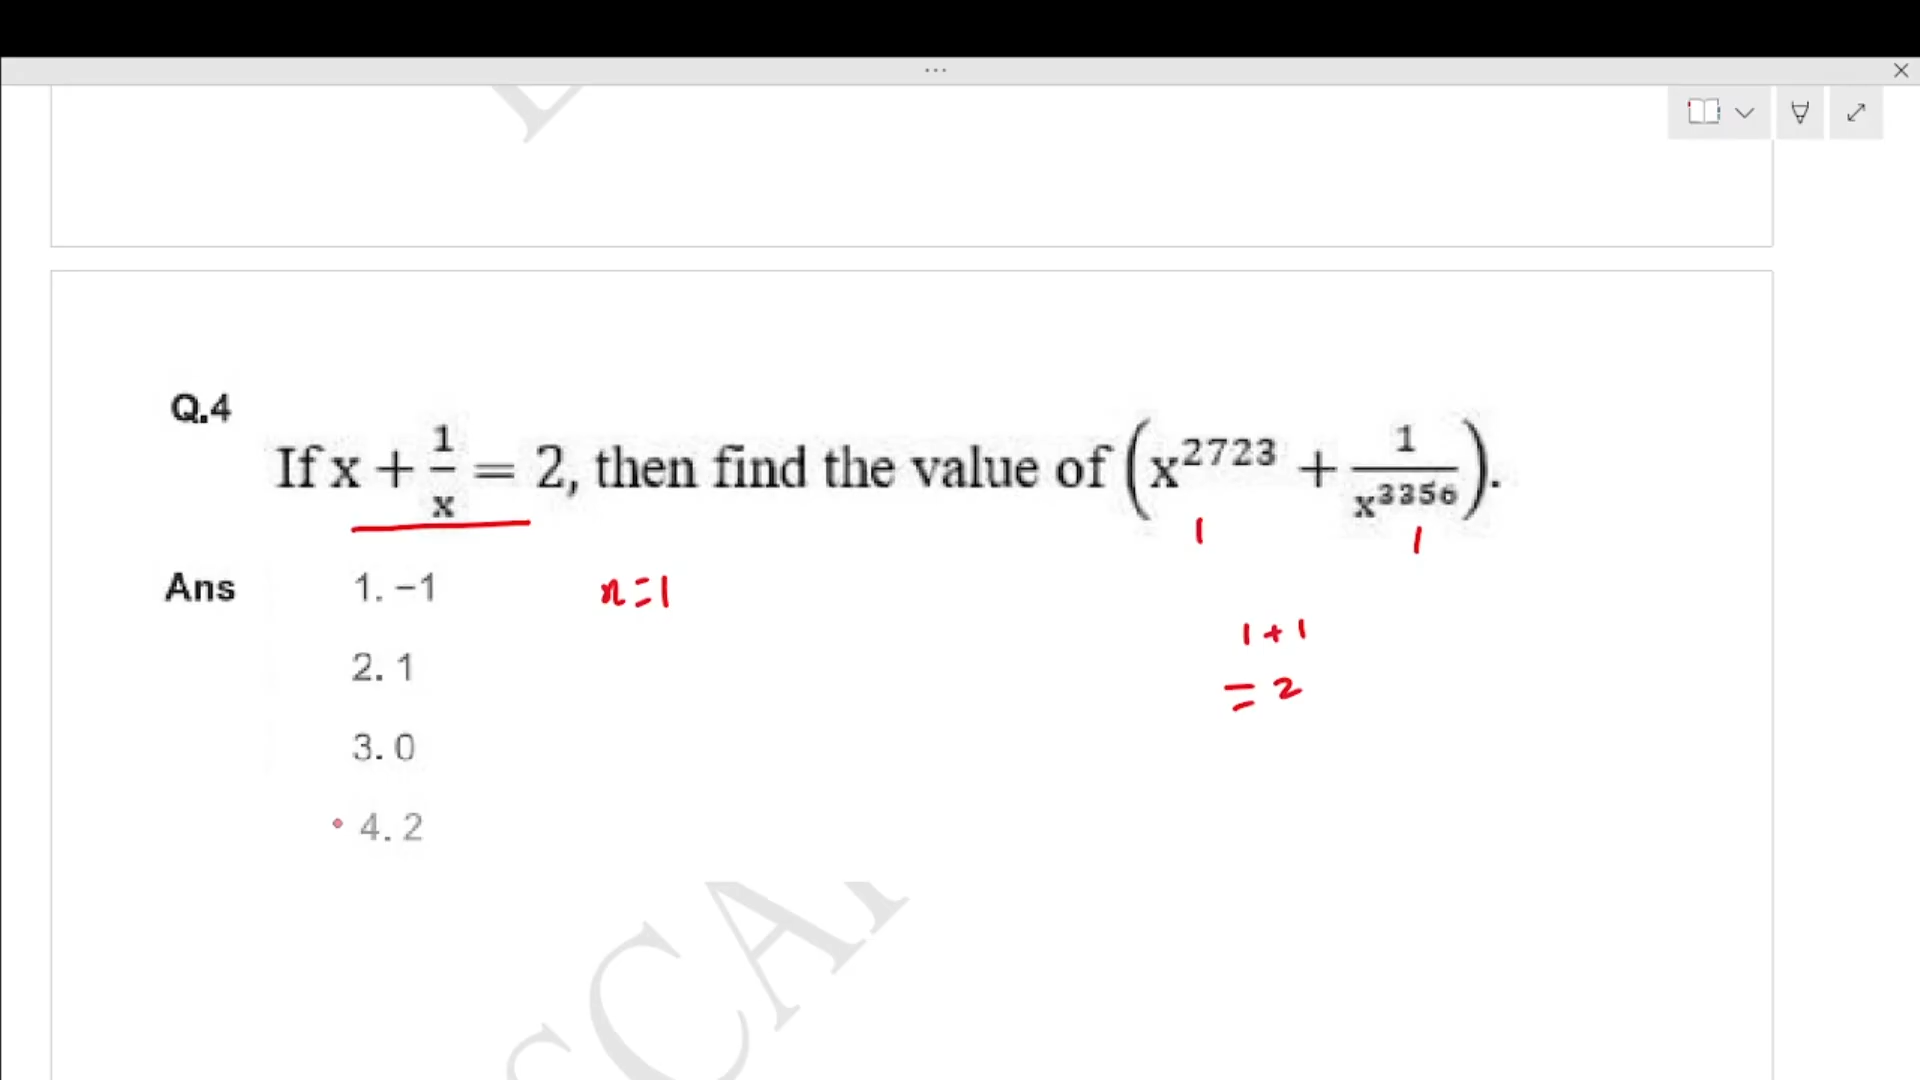 Q.4
If x + 1/x = 2, then find the value of (x^2723 + 1/x^3356).
1 1
Ans
1. −1
x=1
1+1
2. 1
= 2
3. 0
4. 2
CCA